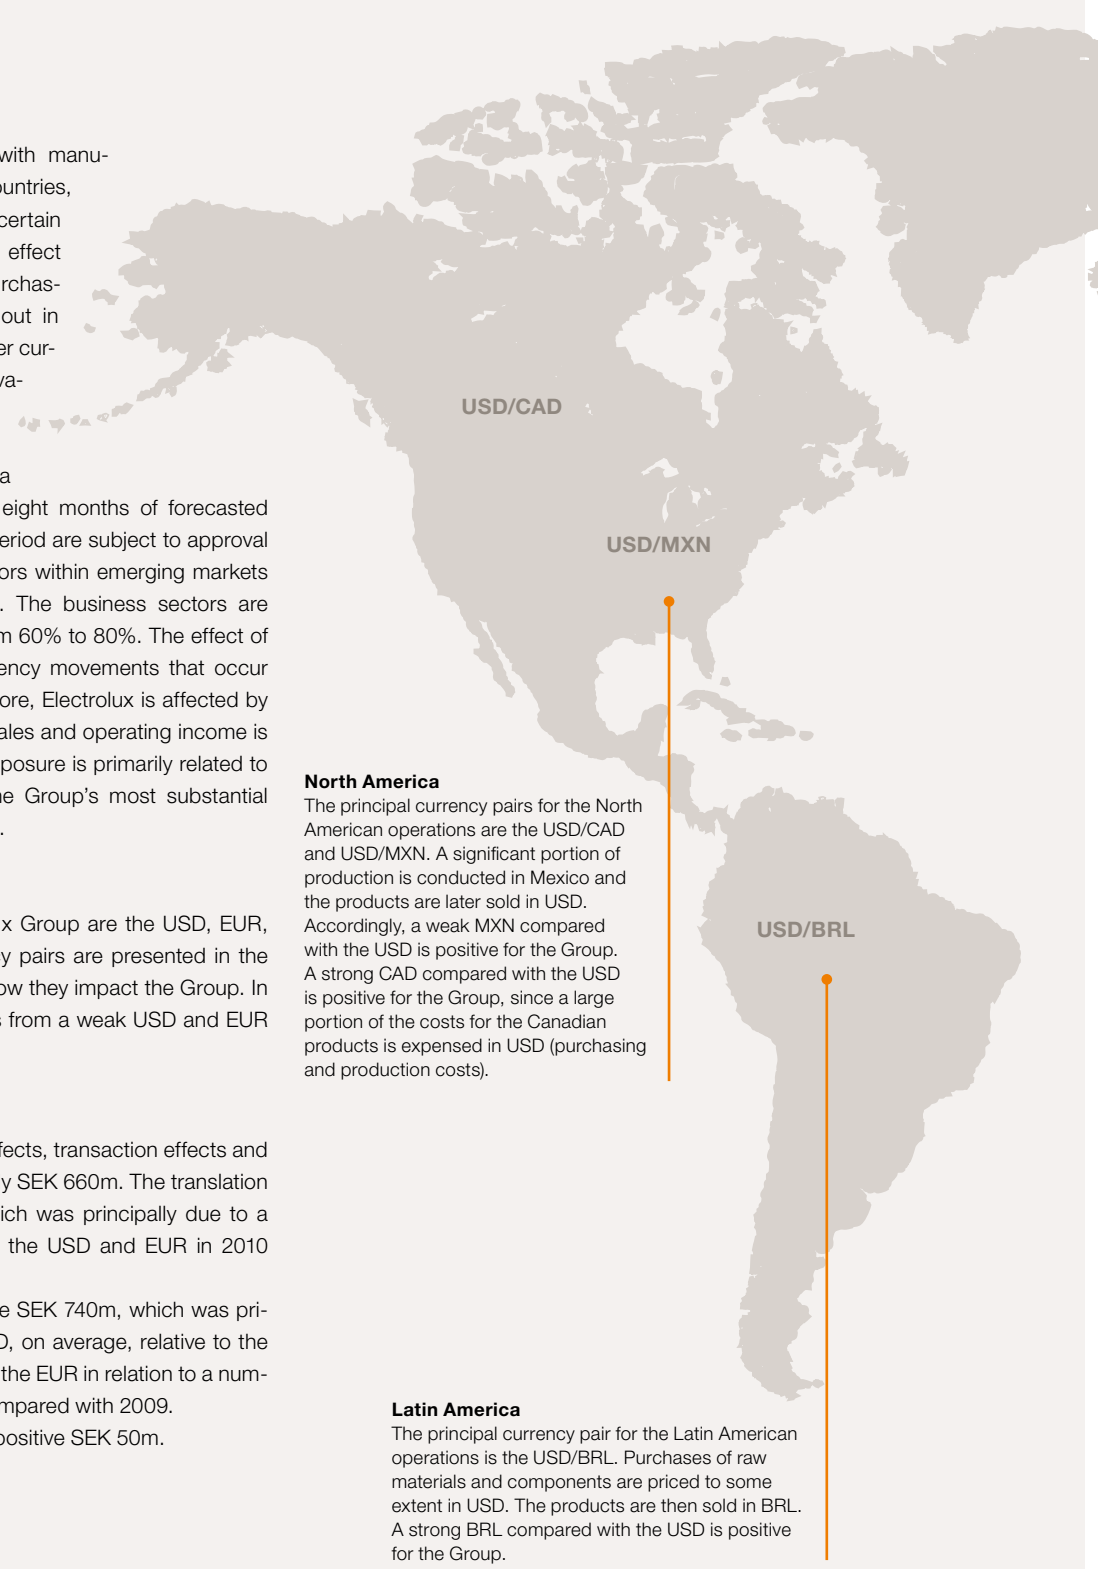 with manu-
ountries,
certain
effect
rchas-
out in
er cur-
va-
a
eight months of forecasted
eriod are subject to approval
ors within emerging markets
. The business sectors are
m 60% to 80%. The effect of
ency movements that occur
ore, Electrolux is affected by
ales and operating income is
posure is primarily related to
he Group’s most substantial
.
x Group are the USD, EUR,
y pairs are presented in the
ow they impact the Group. In
s from a weak USD and EUR
fects, transaction effects and
y SEK 660m. The translation
ich was principally due to a
the USD and EUR in 2010
e SEK 740m, which was pri-
D, on average, relative to the
the EUR in relation to a num-
mpared with 2009.
positive SEK 50m.
USD/CAD
USD/MXN
North America
The principal currency pairs for the North
American operations are the USD/CAD
and USD/MXN. A significant portion of
production is conducted in Mexico and
the products are later sold in USD.
Accordingly, a weak MXN compared
with the USD is positive for the Group.
A strong CAD compared with the USD
is positive for the Group, since a large
portion of the costs for the Canadian
products is expensed in USD (purchasing
and production costs).
USD/BRL
Latin America
The principal currency pair for the Latin American
operations is the USD/BRL. Purchases of raw
materials and components are priced to some
extent in USD. The products are then sold in BRL.
A strong BRL compared with the USD is positive
for the Group.